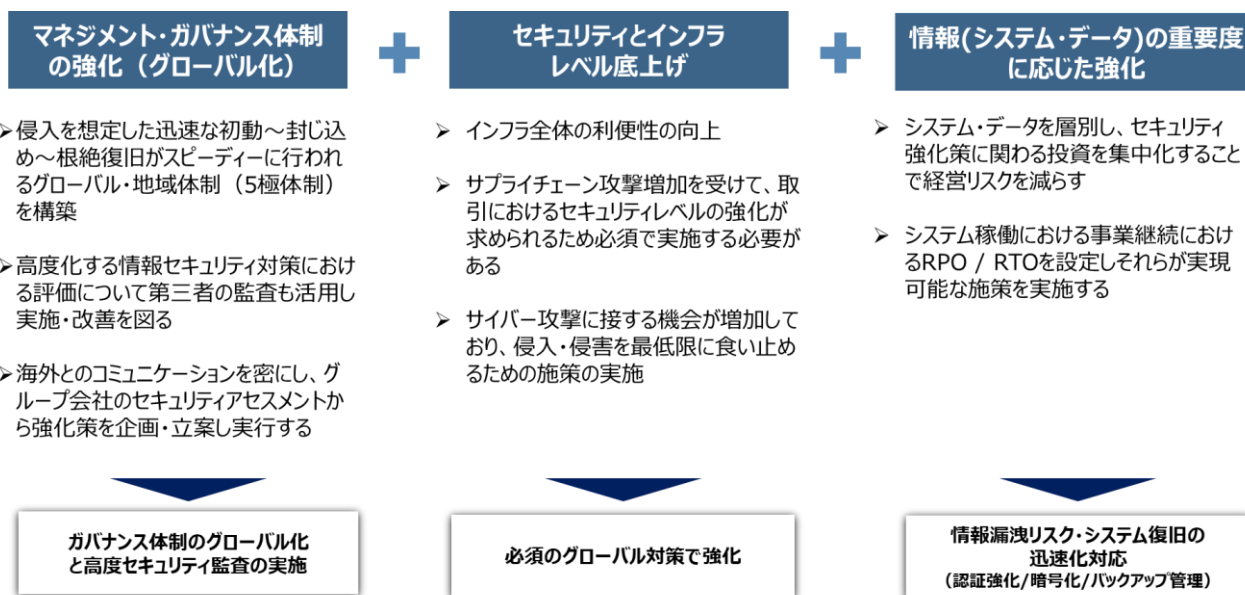 マネジメント・ガバナンス体制
の強化（グローバル化）
➢侵入を想定した迅速な初動～封じ込
め～根絶復旧がスピーディーに行われ
るグローバル・地域体制（5極体制）
を構築
➢高度化する情報セキュリティ対策におけ
る評価について第三者の監査も活用し
実施・改善を図る
➢海外とのコミュニケーションを密にし、グ
ループ会社のセキュリティアセスメントか
ら強化策を企画・立案し実行する
ガバナンス体制のグローバル化
と高度セキュリティ監査の実施
セキュリティとインフラ
レベル底上げ
➢ インフラ全体の利便性の向上
➢ サプライチェーン攻撃増加を受けて、取
引におけるセキュリティレベルの強化が
求められるため必須で実施する必要が
ある
➢ サイバー攻撃に接する機会が増加して
おり、侵入・侵害を最低限に食い止め
るための施策の実施
必須のグローバル対策で強化
情報(システム・データ)の重要度
に応じた強化
➢ システム・データを層別し、セキュリティ
強化策に関わる投資を集中化すること
で経営リスクを減らす
➢ システム稼働における事業継続におけ
るRPO / RTOを設定しそれらが実現
可能な施策を実施する
情報漏洩リスク・システム復旧の
迅速化対応
（認証強化/暗号化/バックアップ管理）